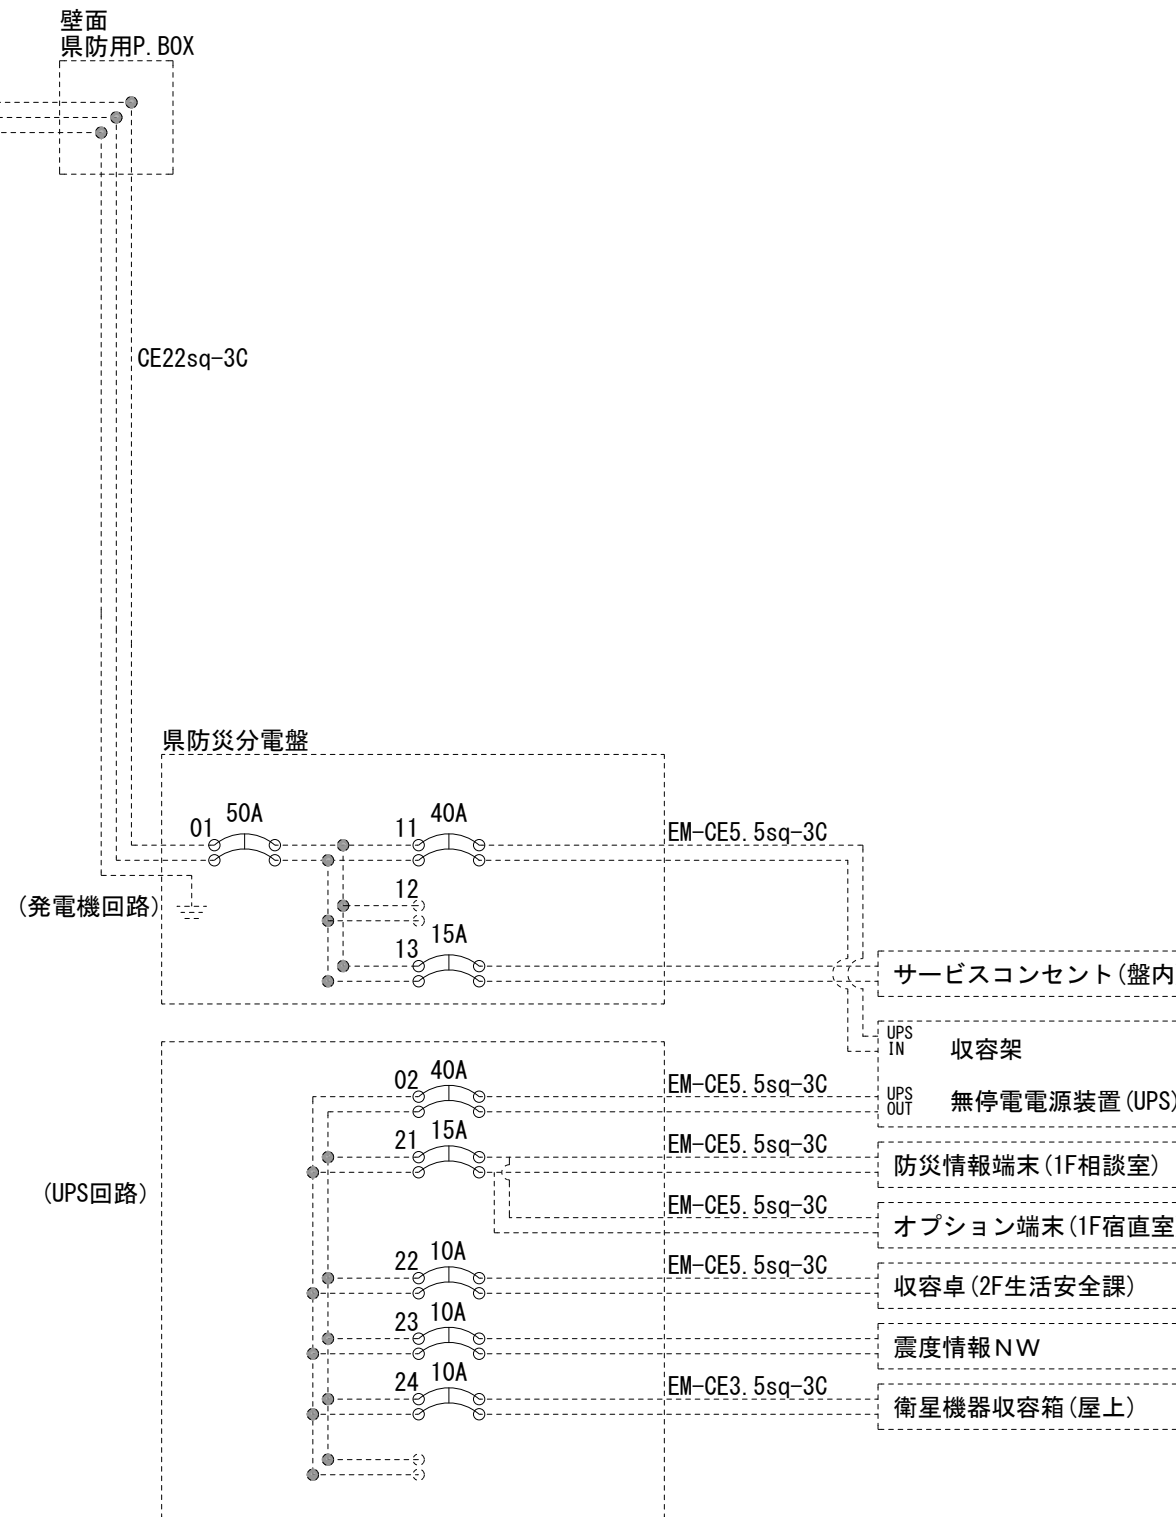 壁面
県防用P.BOX
CE22sq-3C
県防災分電盤
01 50A
11 40A
EM-CE5.5sq-3C
12
(発電機回路)
13 15A
サービスコンセント(盤内
UPS
IN
収容架
02 40A
EM-CE5.5sq-3C
UPS
OUT
無停電電源装置(UPS)
21 15A
EM-CE5.5sq-3C
防災情報端末(1F相談室)
(UPS回路)
EM-CE5.5sq-3C
オプション端末(1F宿直室
22 10A
EM-CE5.5sq-3C
収容卓(2F生活安全課)
23 10A
震度情報NW
24 10A
EM-CE3.5sq-3C
衛星機器収容箱(屋上)